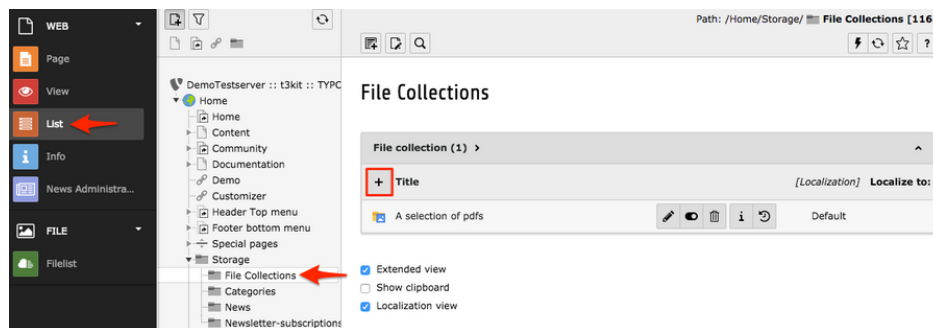 WEB
Page
View
List
Info
News Administra...
FILE
Filelist
DemoTestserver :: t3kit :: TYPC
Home
Home
Content
Community
Documentation
Demo
Customizer
Header Top menu
Footer bottom menu
Special pages
Storage
File Collections
Categories
News
Newsletter-subscriptions
Path: /Home/Storage/ File Collections [116
?
File Collections
File collection (1) >
+ Title [Localization] Localize to:
A selection of pdfs i Default
Extended view
Show clipboard
Localization view